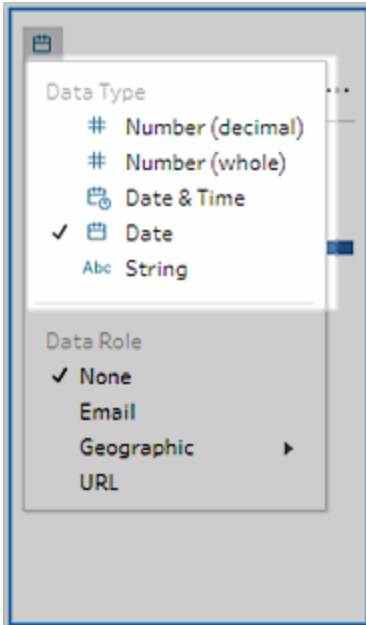 Data Type
# Number (decimal)
# Number (whole)
Date & Time
Date
Abc String
Data Role
None
Email
Geographic
URL